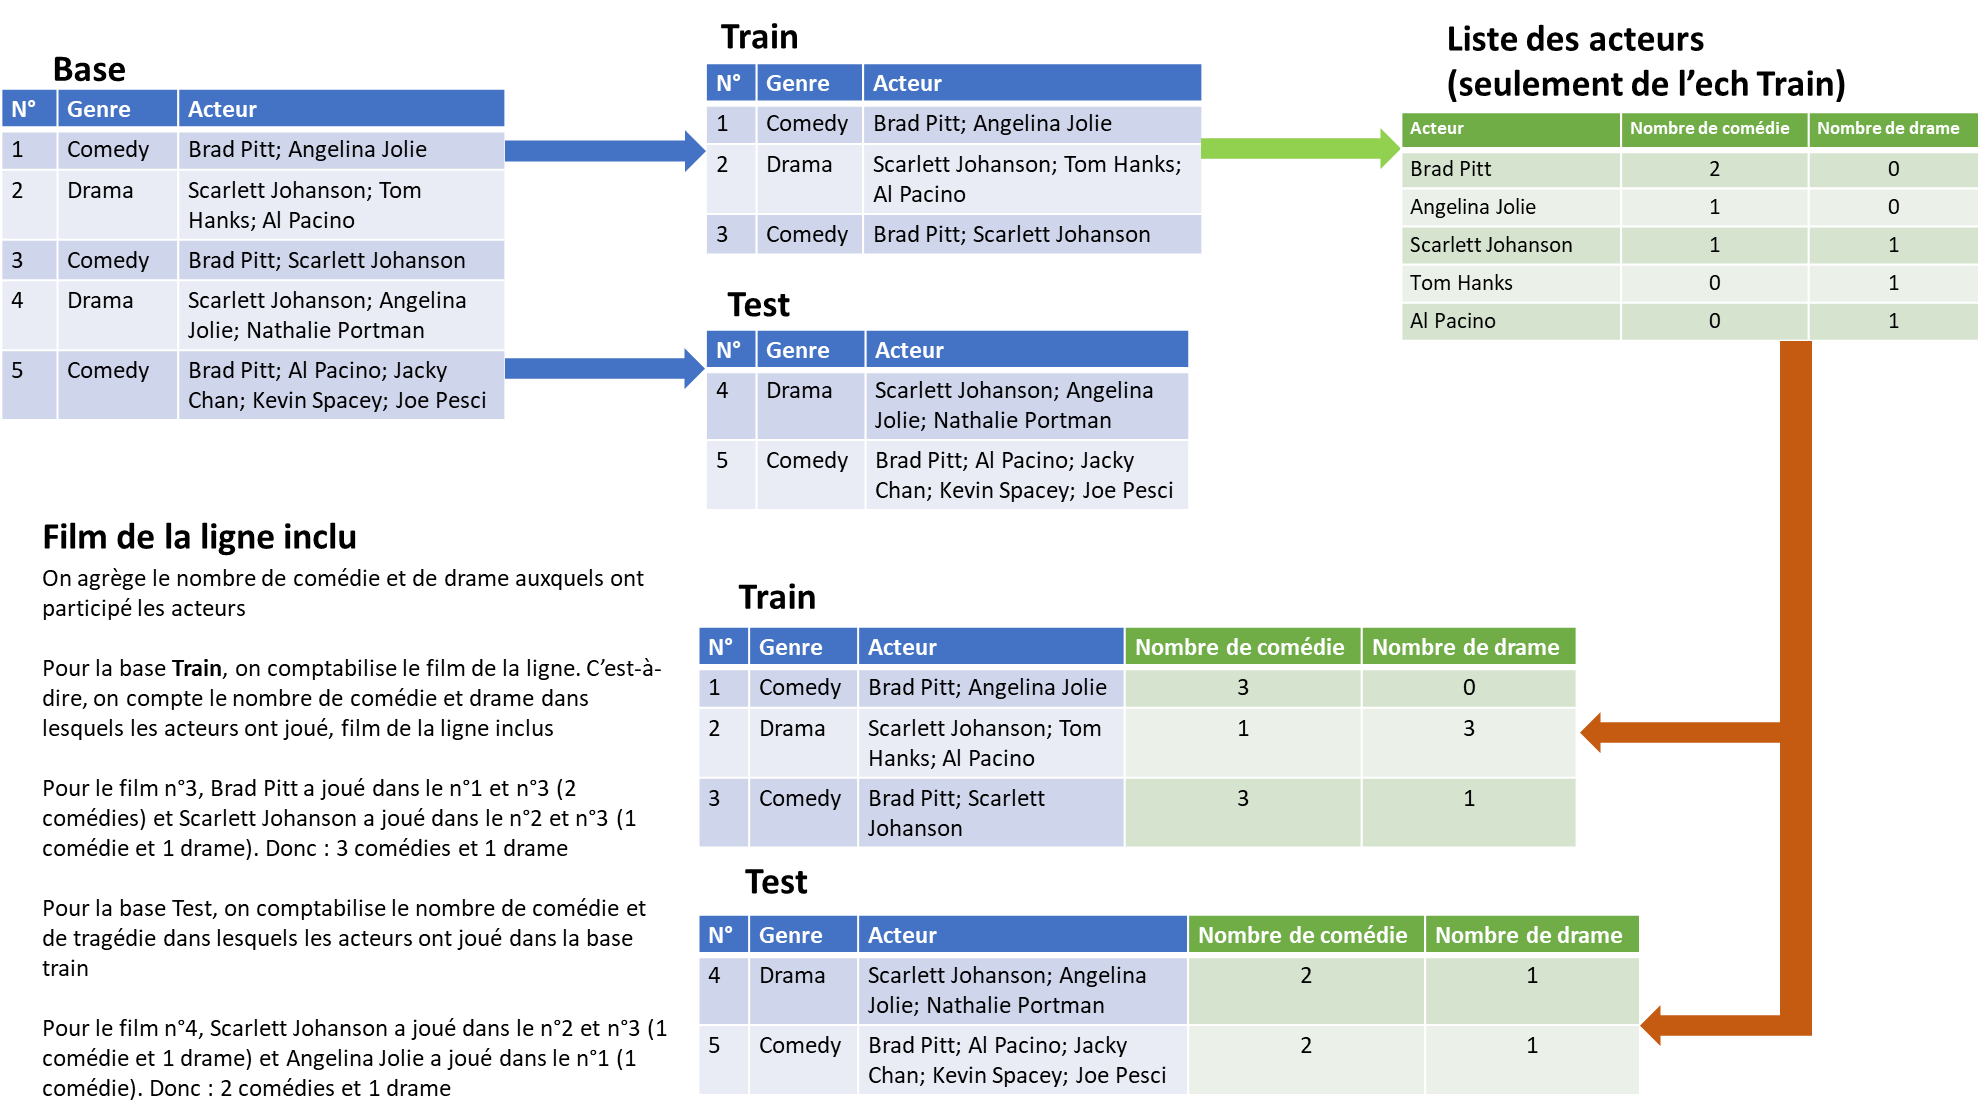 Base
N° Genre Acteur
1 Comedy Brad Pitt; Angelina Jolie
2 Drama Scarlett Johanson; Tom
Hanks; Al Pacino
3 Comedy Brad Pitt; Scarlett Johanson
4 Drama Scarlett Johanson; Angelina
Jolie; Nathalie Portman
5 Comedy Brad Pitt; Al Pacino; Jacky
Chan; Kevin Spacey; Joe Pesci
Train
N° Genre Acteur
1 Comedy Brad Pitt; Angelina Jolie
2 Drama Scarlett Johanson; Tom Hanks;
Al Pacino
3 Comedy Brad Pitt; Scarlett Johanson
Test
N° Genre Acteur
4 Drama Scarlett Johanson; Angelina
Jolie; Nathalie Portman
5 Comedy Brad Pitt; Al Pacino; Jacky
Chan; Kevin Spacey; Joe Pesci
Liste des acteurs
(seulement de l’ech Train)
Acteur Nombre de comédie Nombre de drame
Brad Pitt 2 0
Angelina Jolie 1 0
Scarlett Johanson 1 1
Tom Hanks 0 1
Al Pacino 0 1
Film de la ligne inclu
On agrège le nombre de comédie et de drame auxquels ont
participé les acteurs
Pour la base Train, on comptabilise le film de la ligne. C’est-à-
dire, on compte le nombre de comédie et drame dans
lesquels les acteurs ont joué, film de la ligne inclus
Pour le film n°3, Brad Pitt a joué dans le n°1 et n°3 (2
comédies) et Scarlett Johanson a joué dans le n°2 et n°3 (1
comédie et 1 drame). Donc : 3 comédies et 1 drame
Pour la base Test, on comptabilise le nombre de comédie et
de tragédie dans lesquels les acteurs ont joué dans la base
train
Pour le film n°4, Scarlett Johanson a joué dans le n°2 et n°3 (1
comédie et 1 drame) et Angelina Jolie a joué dans le n°1 (1
comédie). Donc : 2 comédies et 1 drame
Train
N° Genre Acteur Nombre de comédie Nombre de drame
1 Comedy Brad Pitt; Angelina Jolie 3 0
2 Drama Scarlett Johanson; Tom 1 3
Hanks; Al Pacino
3 Comedy Brad Pitt; Scarlett 3 1
Johanson
Test
N° Genre Acteur Nombre de comédie Nombre de drame
4 Drama Scarlett Johanson; Angelina 2 1
Jolie; Nathalie Portman
5 Comedy Brad Pitt; Al Pacino; Jacky 2 1
Chan; Kevin Spacey; Joe Pesci